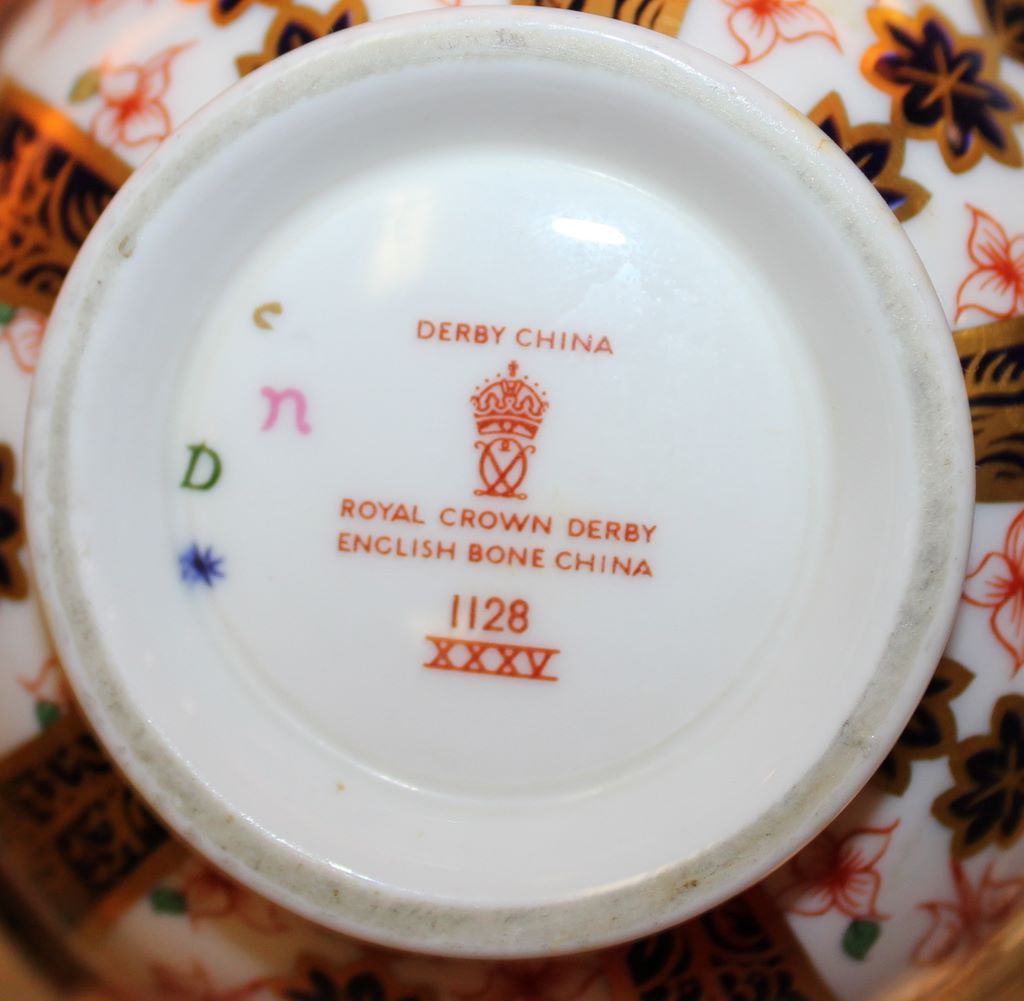 DERBY CHINA
ROYAL CROWN DERBY
ENGLISH BONE CHINA
1128
XXXV
c
n
D